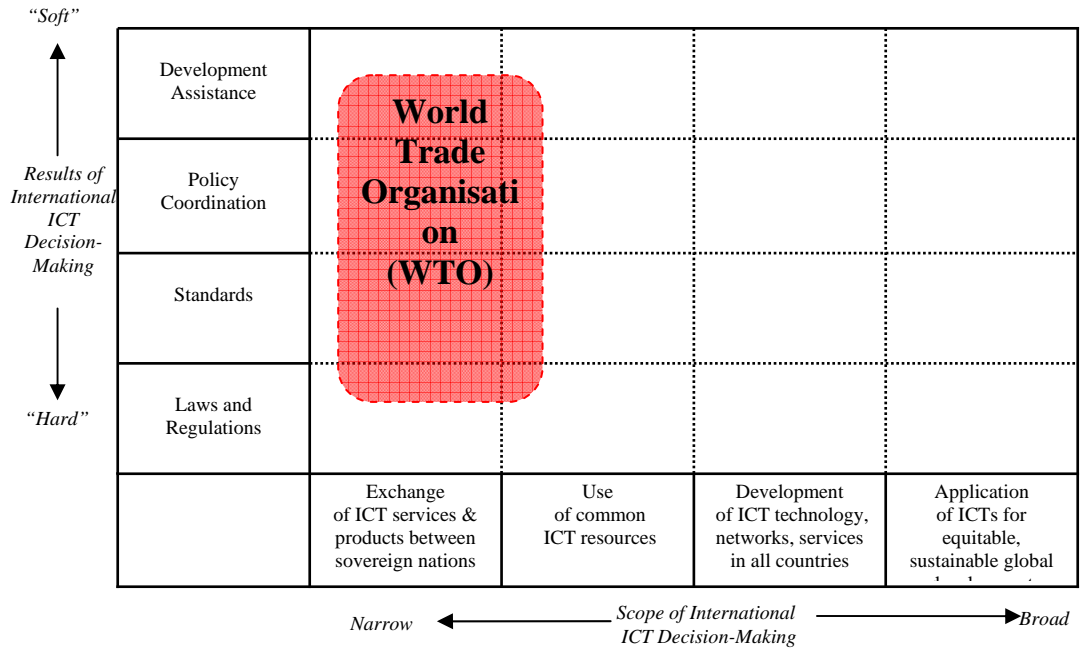 “Soft”
Development
Assistance
World
Trade
Organisati
on
(WTO)
Results of
International
ICT
Decision-
Making
Policy
Coordination
Standards
“Hard”
Laws and
Regulations
Exchange
of ICT services &
products between
sovereign nations
Use
of common
ICT resources
Development
of ICT technology,
networks, services
in all countries
Application
of ICTs for
equitable,
sustainable global
Narrow
Scope of International
ICT Decision-Making
Broad